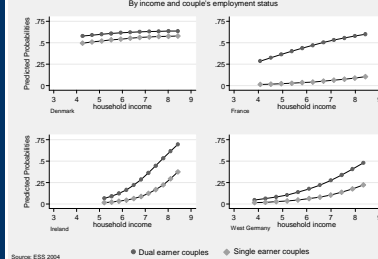 By income and couple's employment status
Predicted Probabilities
.75
.5
.25
0
3 4 5 6 7 8 9
household income
Denmark
.75
.5
.25
0
3 4 5 6 7 8 9
household income
France
Predicted Probabilities
.75
.5
.25
0
3 4 5 6 7 8 9
household income
Ireland
.75
.5
.25
0
3 4 5 6 7 8 9
household income
West Germany
Dual earner couples Single earner couples
Source: ESS 2004